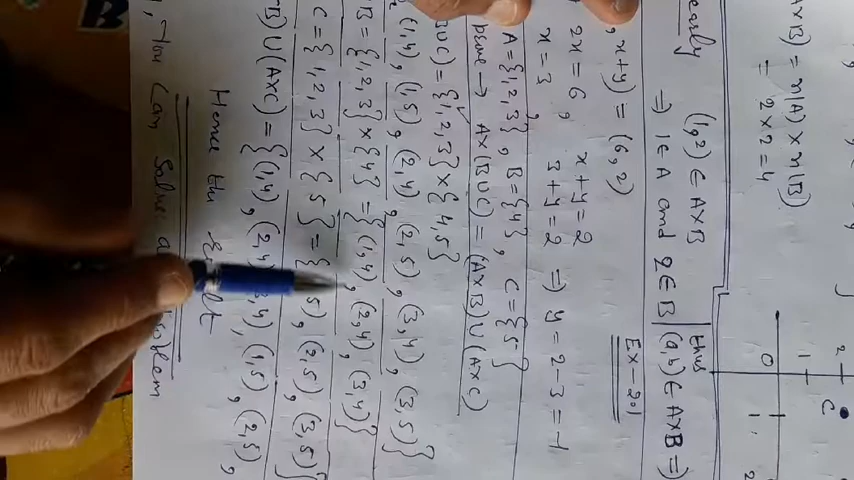 A×B) = n(A) × n(B)
= 2×2 = 4
2
1
0
1
2
C
(1,2) ∈ A×B
⇒ 1∈A and 2∈B
thus
(a,b) ∈ A×B ⇒
Ex-2.1
, x+y) = (6,2)
2x = 6, x+y = 2
x = 3, 3+y = 2 ⇒ y = 2-3 = -1
A = {1,2,3}, B = {4}, C = {5}
→ A×(B∪C) = (A×B)∪(A×C)
B∪C) = {1,2,3}×{4,5}
(1,4), (1,5), (2,4), (2,5), (3,4), (3,5)}
B = {1,2,3}×{4} = {(1,4), (2,4), (3,4)}
C = {1,2,3}×{5} = { 5), (2,5), (3,5)}
B)∪(A×C) = {(1,4), (2,4 3,4), (1,5), (2,5),
Hence
You can solve